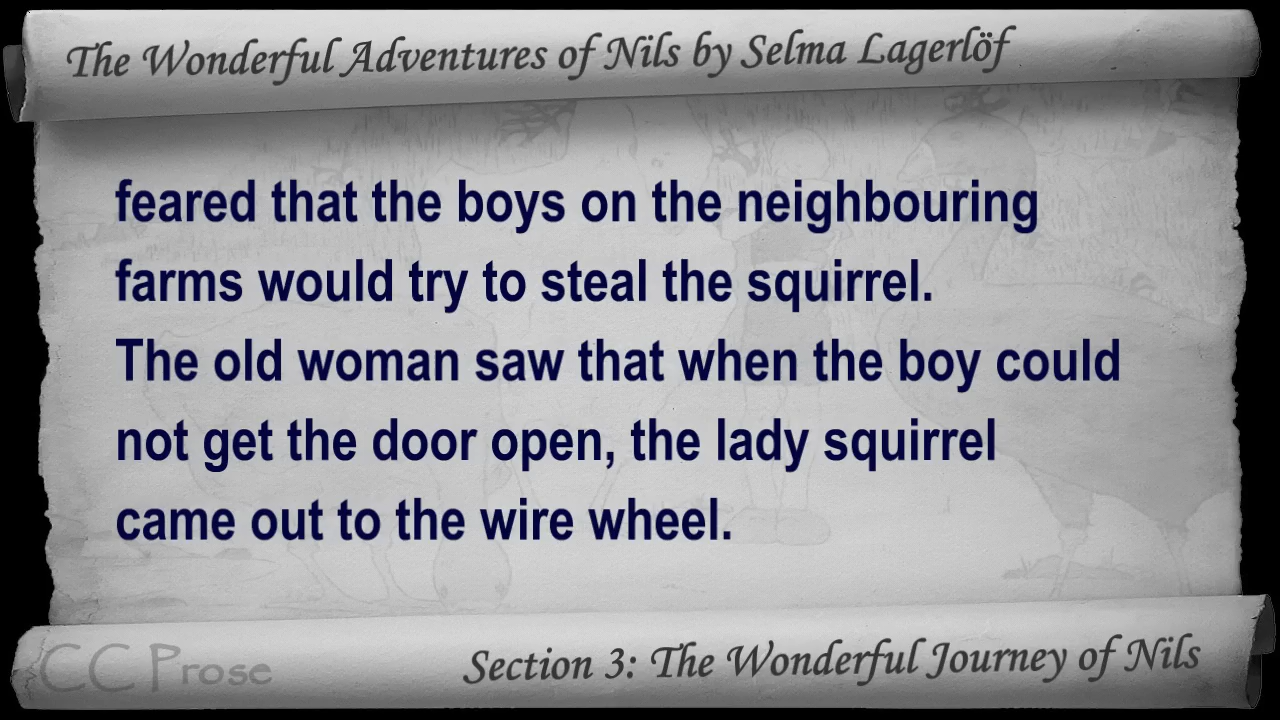 The Wonderful Adventures of Nils by Selma Lagerlöf
feared that the boys on the neighbouring
farms would try to steal the squirrel.
The old woman saw that when the boy could
not get the door open, the lady squirrel
came out to the wire wheel.
CC Prose
Section 3: The Wonderful Journey of Nils